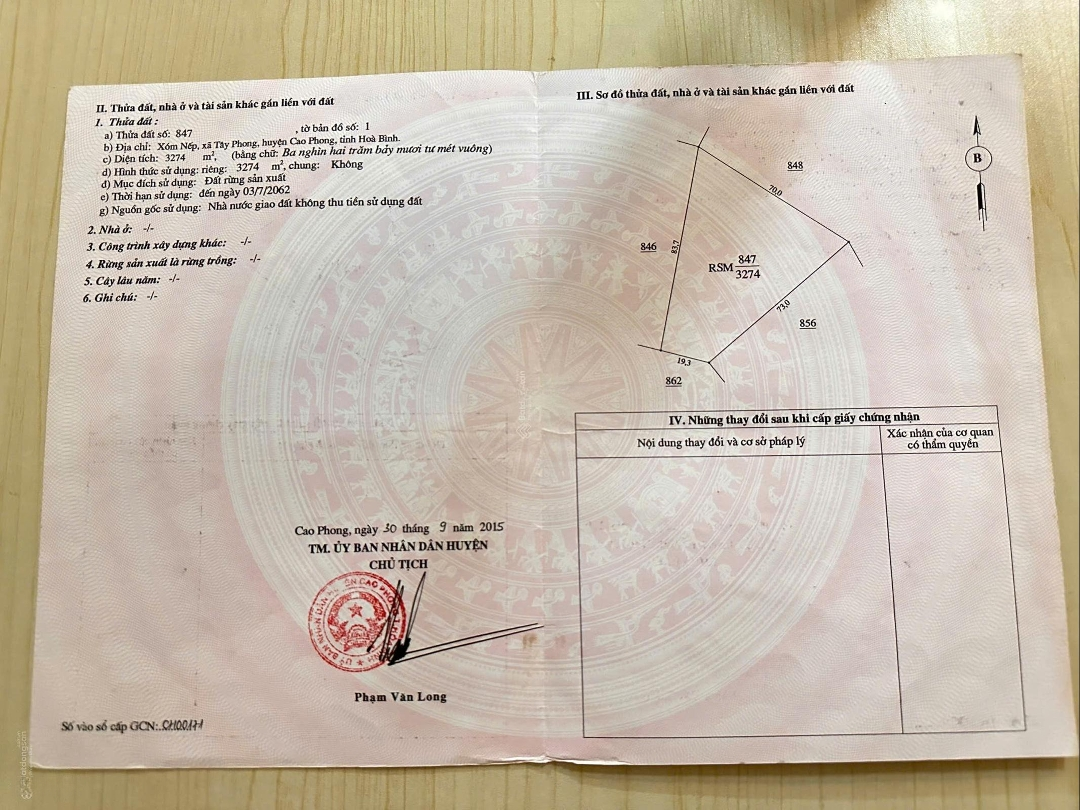 II. Thửa đất, nhà ở và tài sản khác gắn liền với đất
1. Thửa đất :
a) Thửa đất số: 847 , tờ bản đồ số: 1
b) Địa chỉ: Xóm Nếp, xã Tây Phong, huyện Cao Phong, tỉnh Hoà Bình.
c) Diện tích: 3274 m², (bằng chữ: Ba nghìn hai trăm bảy mươi tư mét vuông)
d) Hình thức sử dụng: riêng: 3274 m², chung: Không
đ) Mục đích sử dụng: Đất rừng sản xuất
e) Thời hạn sử dụng: đến ngày 03/7/2062
g) Nguồn gốc sử dụng: Nhà nước giao đất không thu tiền sử dụng đất
2. Nhà ở: -/-
3. Công trình xây dựng khác: -/-
4. Rừng sản xuất là rừng trồng: -/-
5. Cây lâu năm: -/-
6. Ghi chú: -/-
Cao Phong, ngày 30 tháng 9 năm 2015
TM. ỦY BAN NHÂN DÂN HUYỆN
CHỦ TỊCH
Phạm Văn Long
Số vào sổ cấp GCN: CH00171
III. Sơ đồ thửa đất, nhà ở và tài sản khác gắn liền với đất
B
848
70,0
846
83,7
RSM 847
3274
73,0
856
19,3
862
IV. Những thay đổi sau khi cấp giấy chứng nhận
Nội dung thay đổi và cơ sở pháp lý
Xác nhận của cơ quan
có thẩm quyền